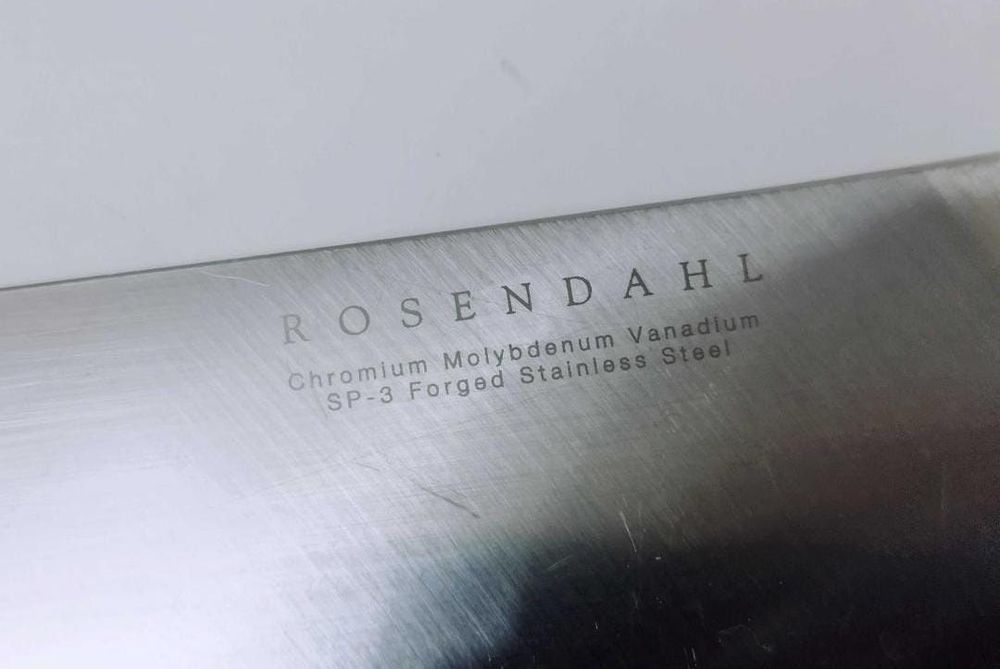 ROSENDAHL
Chromium Molybdenum Vanadium
SP-3 Forged Stainless Steel